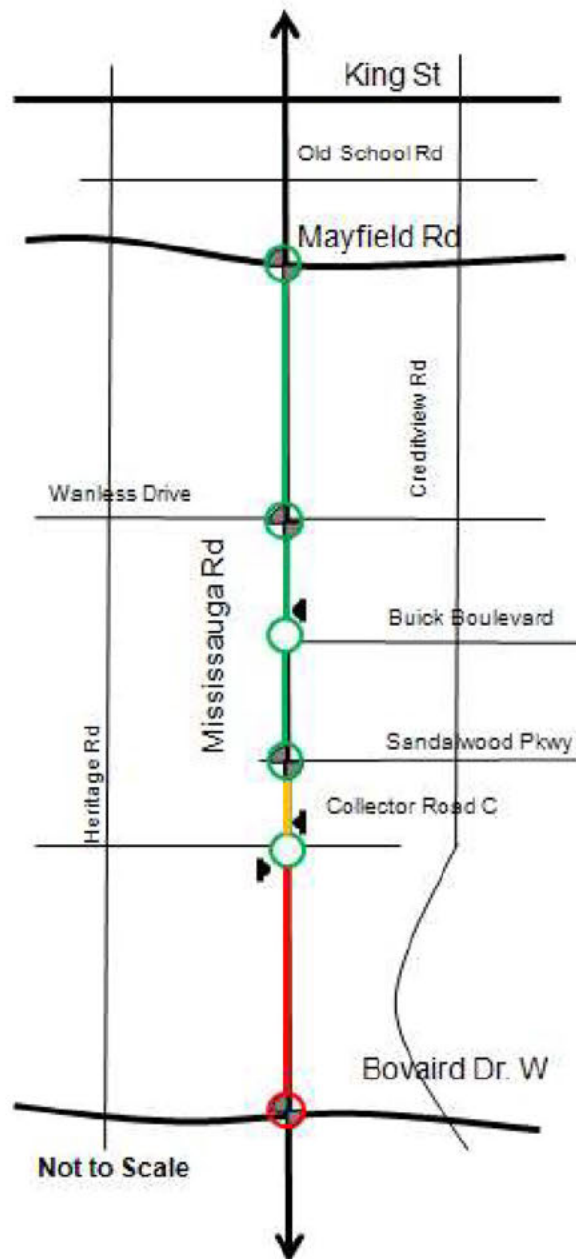 King St
Old School Rd
Mayfield Rd
Creditview Rd
Wanless Drive
Mississauga Rd
Buick Boulevard
Heritage Rd
Sandalwood Pkwy
Collector Road C
Bovaird Dr. W
Not to Scale